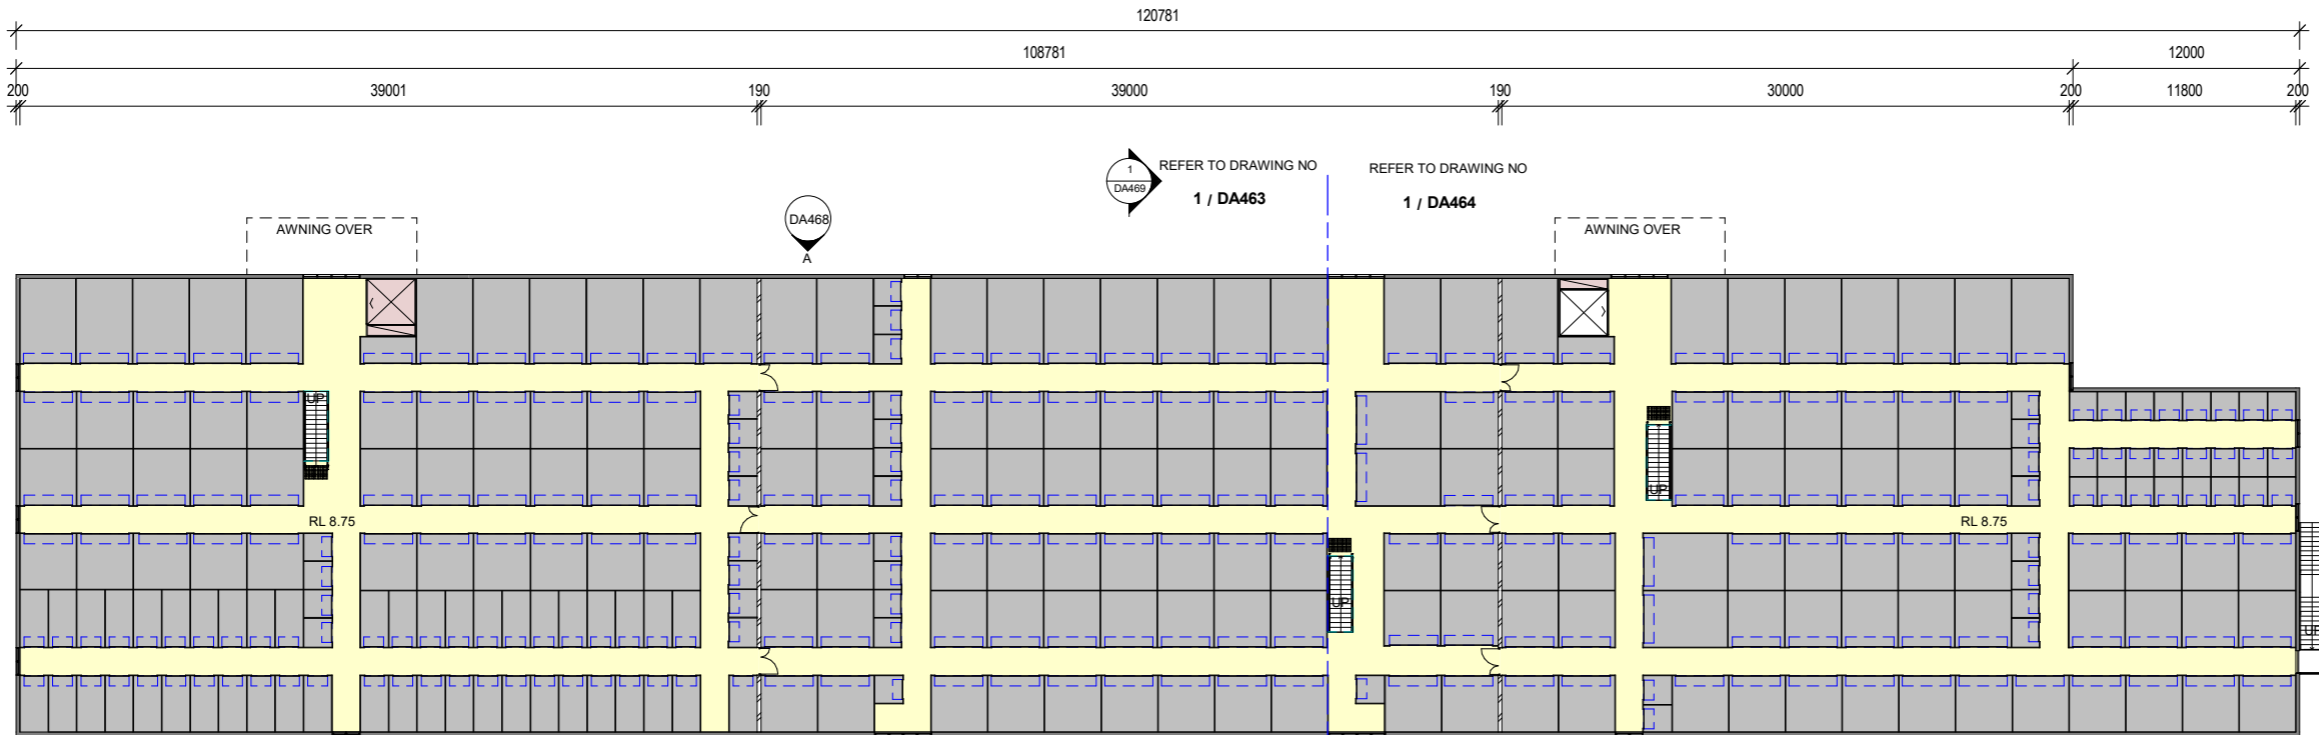 120781
108781 12000
200 39001 190 39000 190 30000 200 11800 200
1 REFER TO DRAWING NO REFER TO DRAWING NO
DA469 1 / DA463 1 / DA464
DA468
AWNING OVER AWNING OVER
A
UP
UP
RL 8.75 RL 8.75
UP
UP